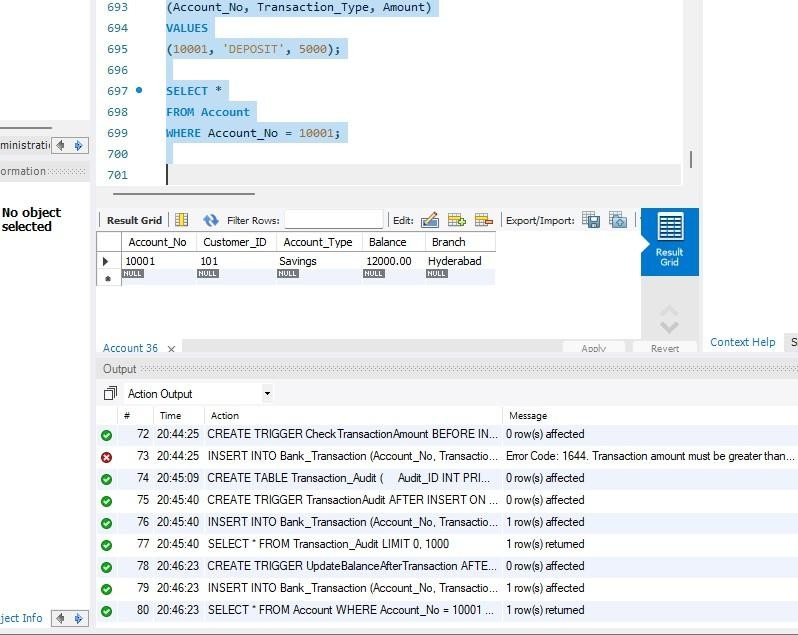 693 (Account_No, Transaction_Type, Amount)
694 VALUES
695 (10001, 'DEPOSIT', 5000);
696
697 SELECT *
698 FROM Account
699 WHERE Account_No = 10001;
700
701
ministrati
ormation
No object
selected
Result Grid Filter Rows: Edit: Export/Import:
Account_No Customer_ID Account_Type Balance Branch
10001 101 Savings 12000.00 Hyderabad
NULL NULL NULL NULL NULL
Result
Grid
Account 36 Apply Revert
Context Help S
Output
Action Output
# Time Action Message
72 20:44:25 CREATE TRIGGER CheckTransactionAmount BEFORE IN... 0 row(s) affected
73 20:44:25 INSERT INTO Bank_Transaction (Account_No, Transactio... Error Code: 1644. Transaction amount must be greater than...
74 20:45:09 CREATE TABLE Transaction_Audit ( Audit_ID INT PRI... 0 row(s) affected
75 20:45:40 CREATE TRIGGER TransactionAudit AFTER INSERT ON ... 0 row(s) affected
76 20:45:40 INSERT INTO Bank_Transaction (Account_No, Transactio... 1 row(s) affected
77 20:45:40 SELECT * FROM Transaction_Audit LIMIT 0, 1000 1 row(s) returned
78 20:46:23 CREATE TRIGGER UpdateBalanceAfterTransaction AFTE... 0 row(s) affected
79 20:46:23 INSERT INTO Bank_Transaction (Account_No, Transactio... 1 row(s) affected
80 20:46:23 SELECT * FROM Account WHERE Account_No = 10001 ... 1 row(s) returned
ject Info